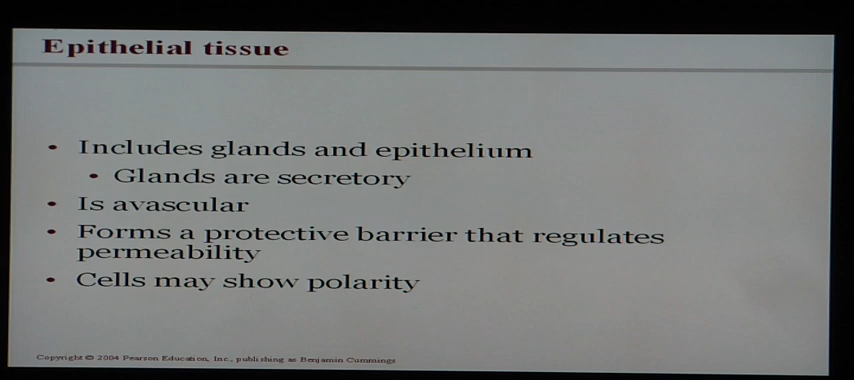 Epithelial tissue
• Includes glands and epithelium
• Glands are secretory
• Is avascular
• Forms a protective barrier that regulates
permeability
• Cells may show polarity
Copyright © 2004 Pearson Education, Inc., publishing as Benjamin Cummings